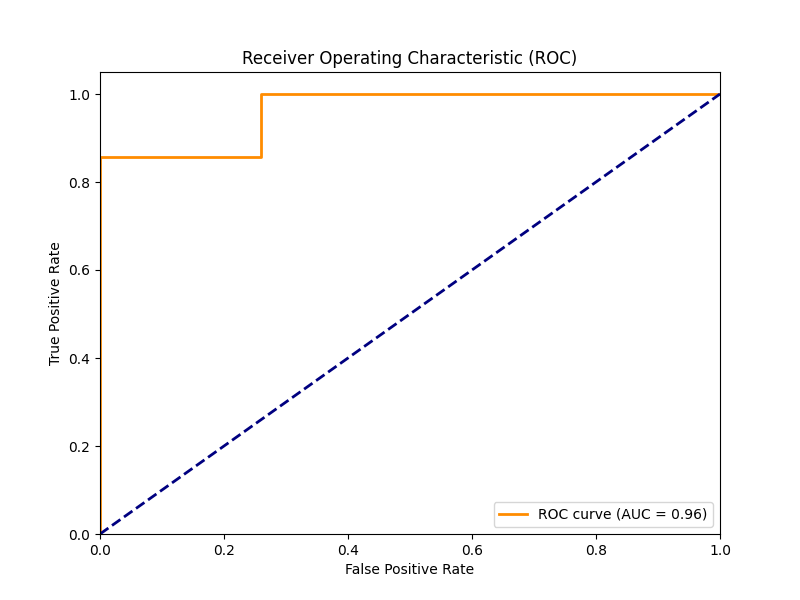 Receiver Operating Characteristic (ROC)
1.0
0.8
0.6
0.4
0.2
0.0
True Positive Rate
ROC curve (AUC = 0.96)
0.0 0.2 0.4 0.6 0.8 1.0
False Positive Rate